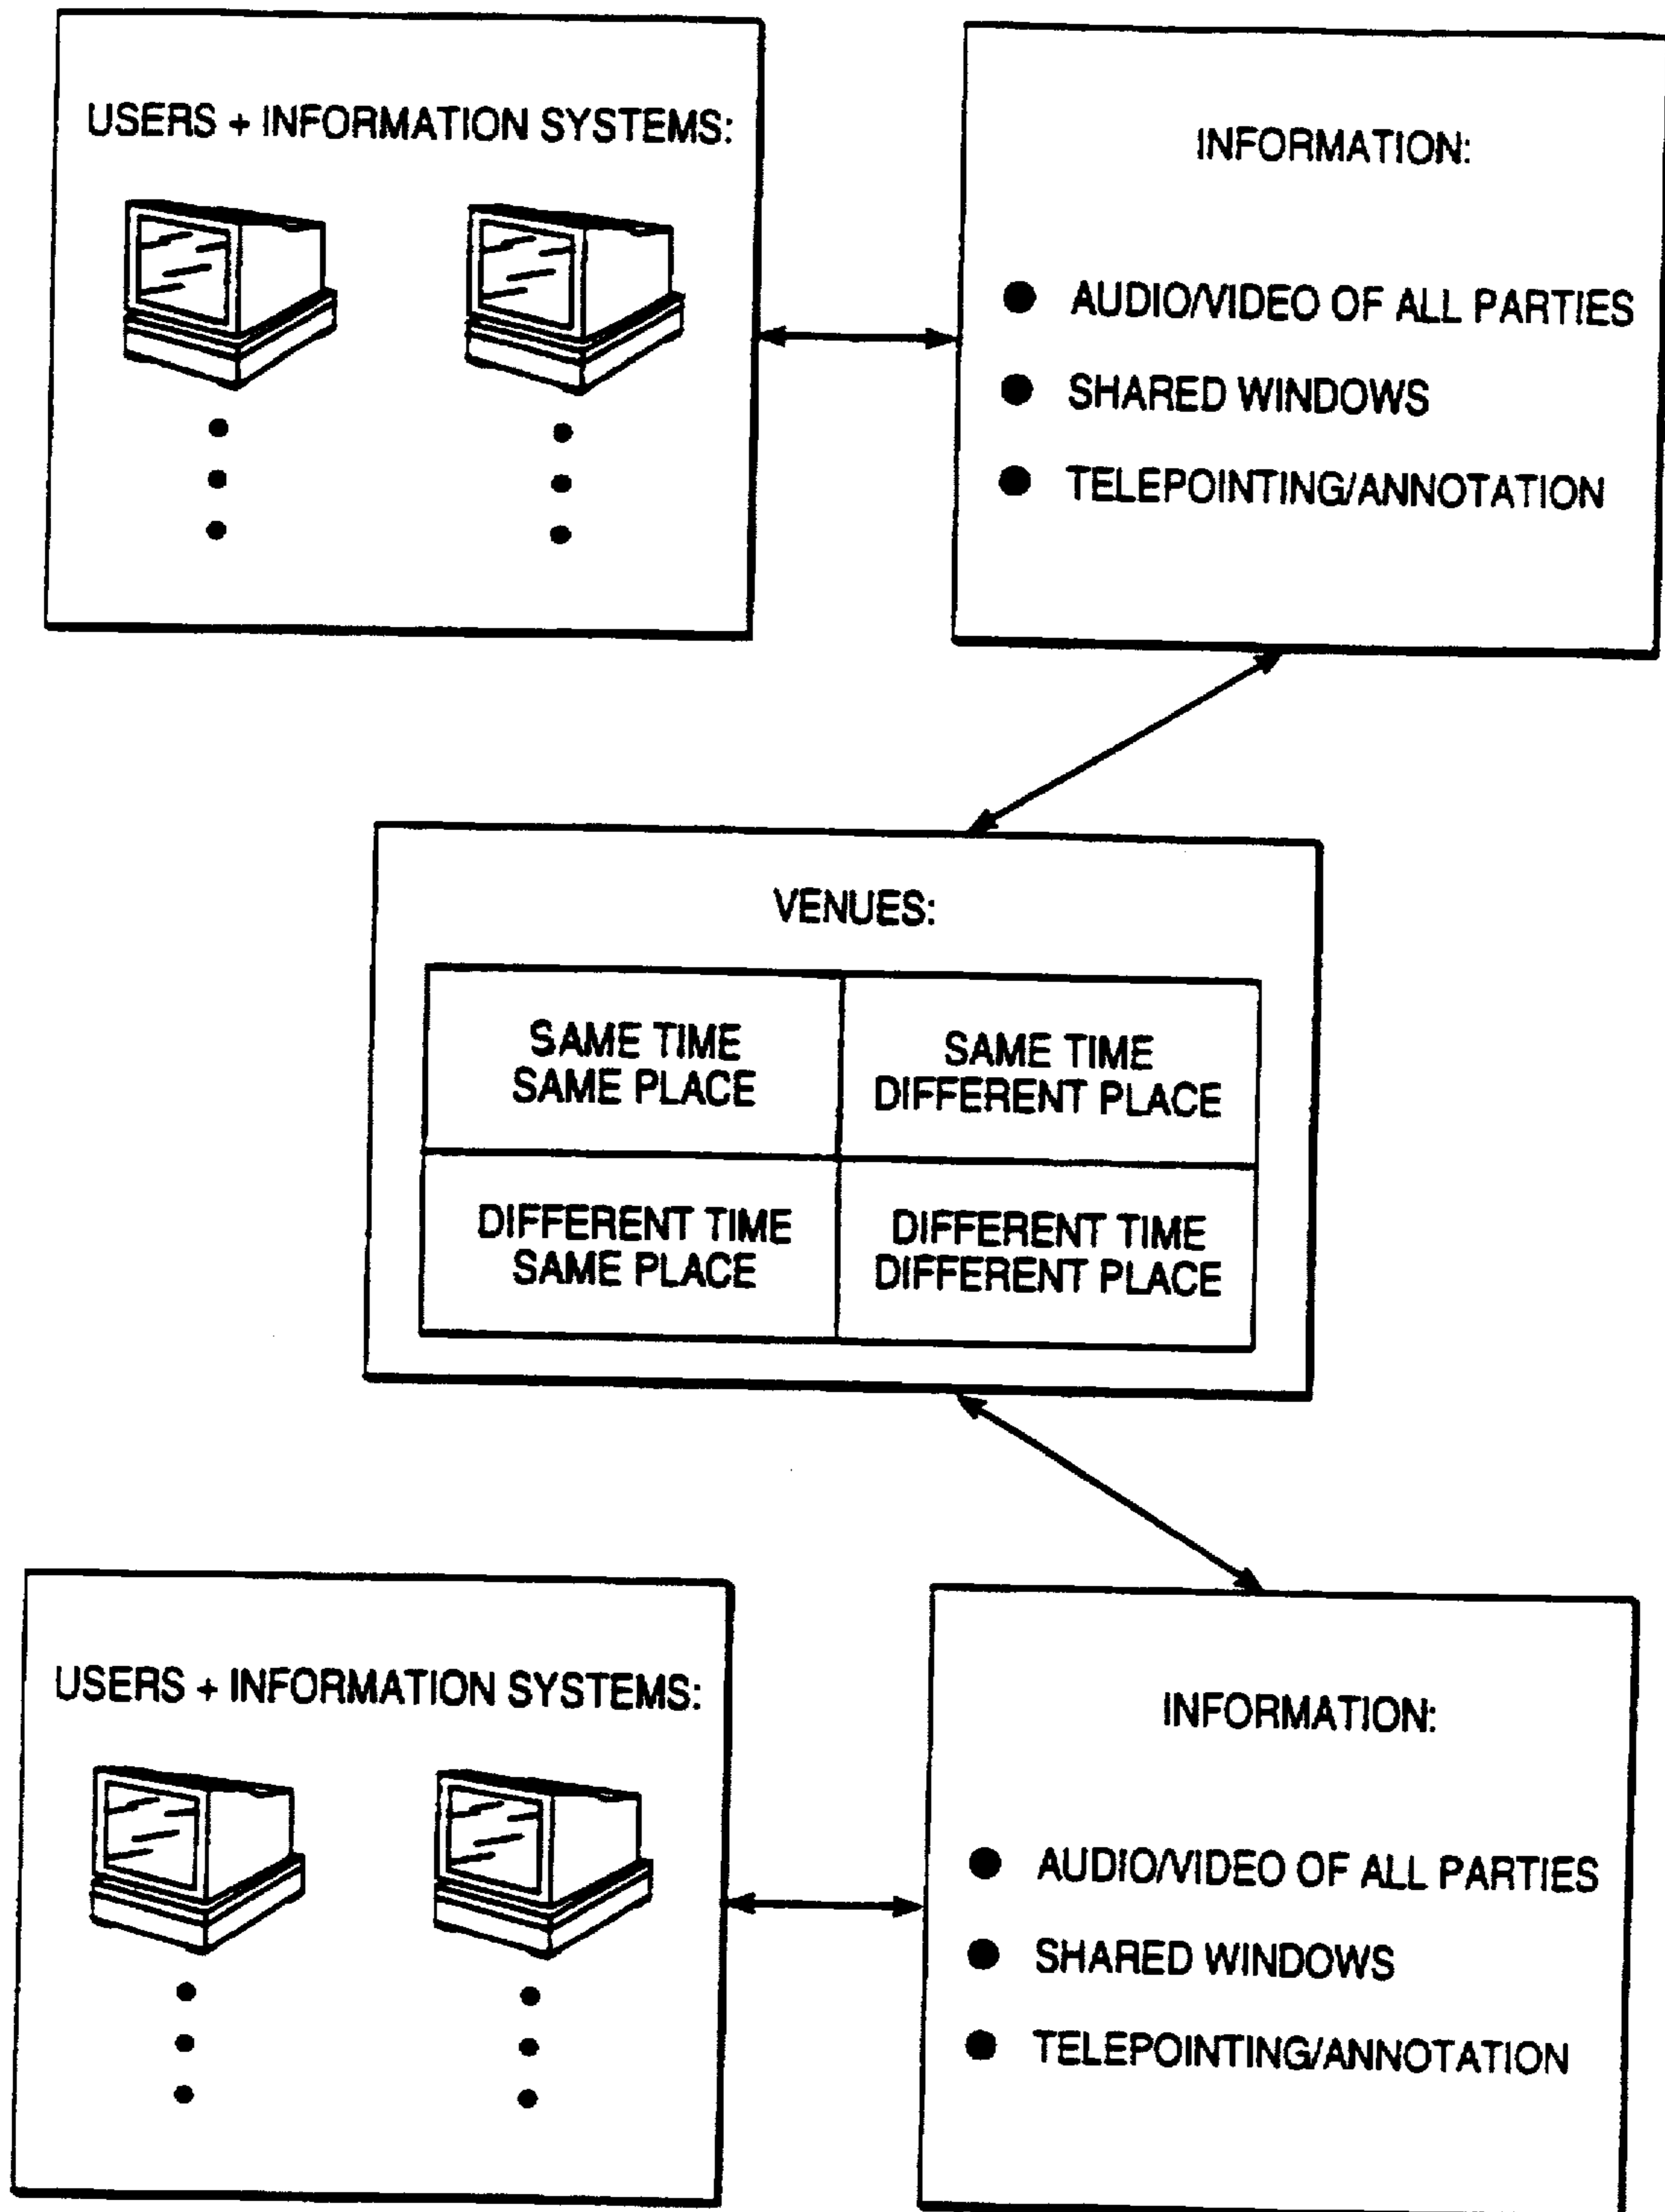 USERS + INFORMATION SYSTEMS:
INFORMATION:
● AUDIO/VIDEO OF ALL PARTIES
● SHARED WINDOWS
● TELEPOINTING/ANNOTATION
VENUES:
SAME TIME
SAME PLACE
SAME TIME
DIFFERENT PLACE
DIFFERENT TIME
SAME PLACE
DIFFERENT TIME
DIFFERENT PLACE
USERS + INFORMATION SYSTEMS:
INFORMATION:
● AUDIO/VIDEO OF ALL PARTIES
● SHARED WINDOWS
● TELEPOINTING/ANNOTATION